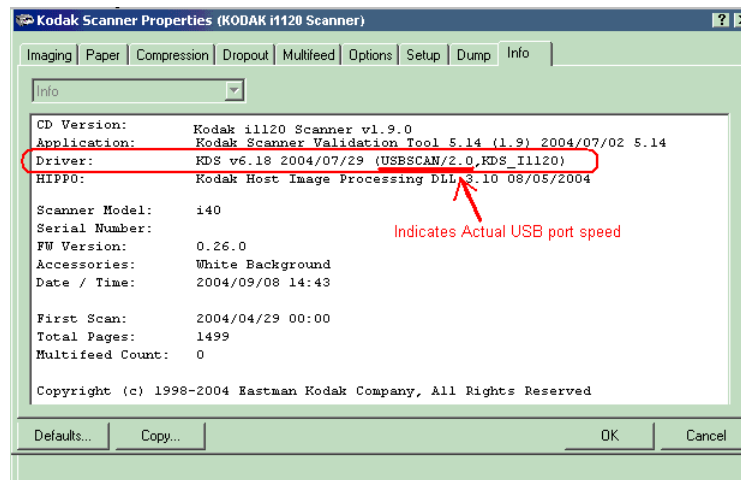 Kodak Scanner Properties (KODAK i1120 Scanner)
Imaging Paper Compression Dropout Multifeed Options Setup Dump Info
Info
CD Version: Kodak i1120 Scanner v1.9.0
Application: Kodak Scanner Validation Tool 5.14 (1.9) 2004/07/02 5.14
Driver: KDS v6.18 2004/07/29 (USBSCAN/2.0,KDS_I1120)
HIPPO: Kodak Host Image Processing DLL 3.10 08/05/2004
Scanner Model: i40
Serial Number:
Indicates Actual USB port speed
FW Version: 0.26.0
Accessories: White Background
Date / Time: 2004/09/08 14:43
First Scan: 2004/04/29 00:00
Total Pages: 1499
Multifeed Count: 0
Copyright (c) 1998-2004 Eastman Kodak Company, All Rights Reserved
Defaults... Copy... OK Cancel